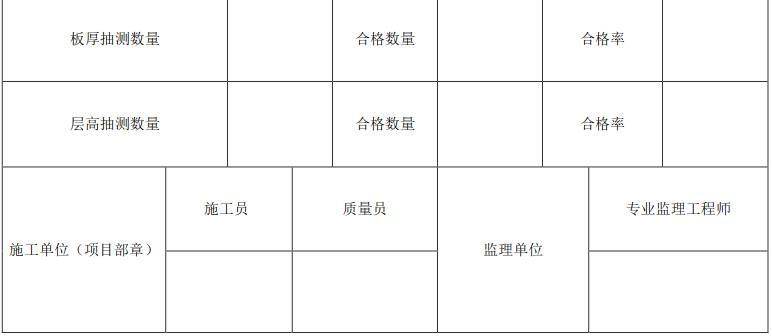 板厚抽测数量 合格数量 合格率
层高抽测数量 合格数量 合格率
施工员 质量员 专业监理工程师
施工单位（项目部章） 监理单位